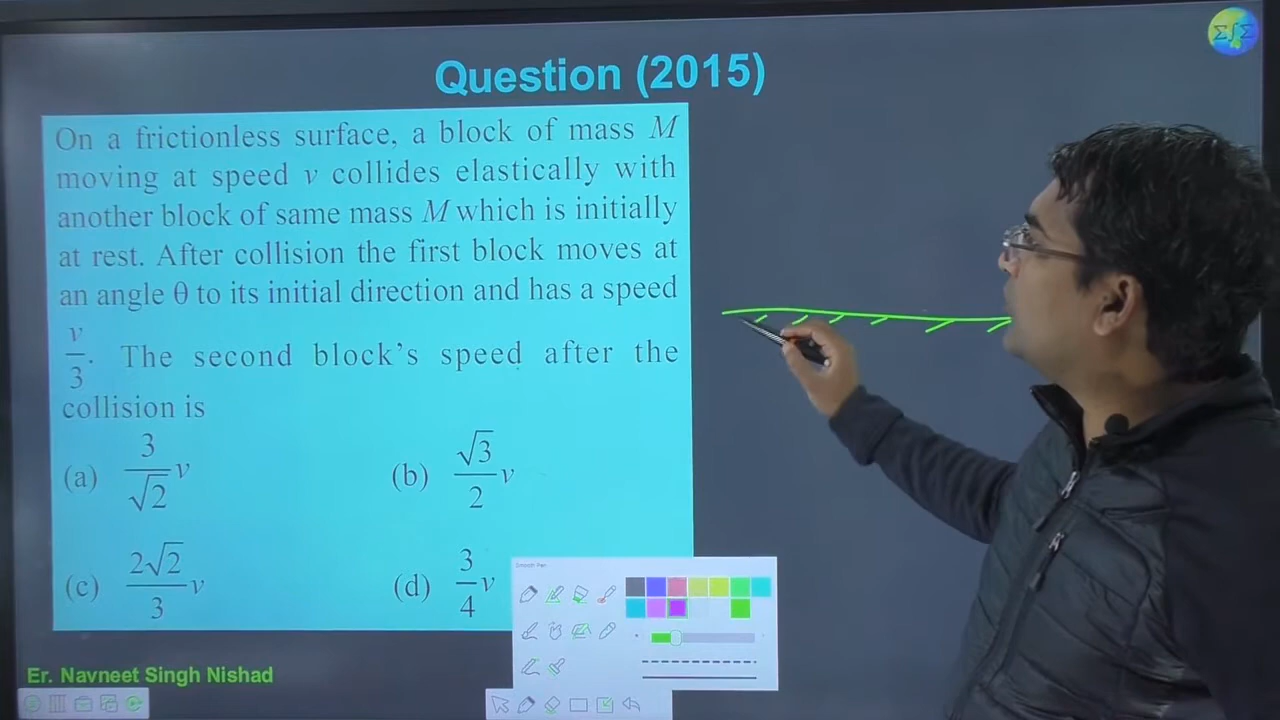 Question (2015)
On a frictionless surface, a block of mass M
moving at speed v collides elastically with
another block of same mass M which is initially
at rest. After collision the first block moves at
an angle θ to its initial direction and has a speed
v/3. The second block's speed after the
collision is
(a) 3/√2 v (b) √3/2 v
(c) 2√2/3 v (d) 3/4 v
Smooth Pen
Er. Navneet Singh Nishad
Σ∫Σ